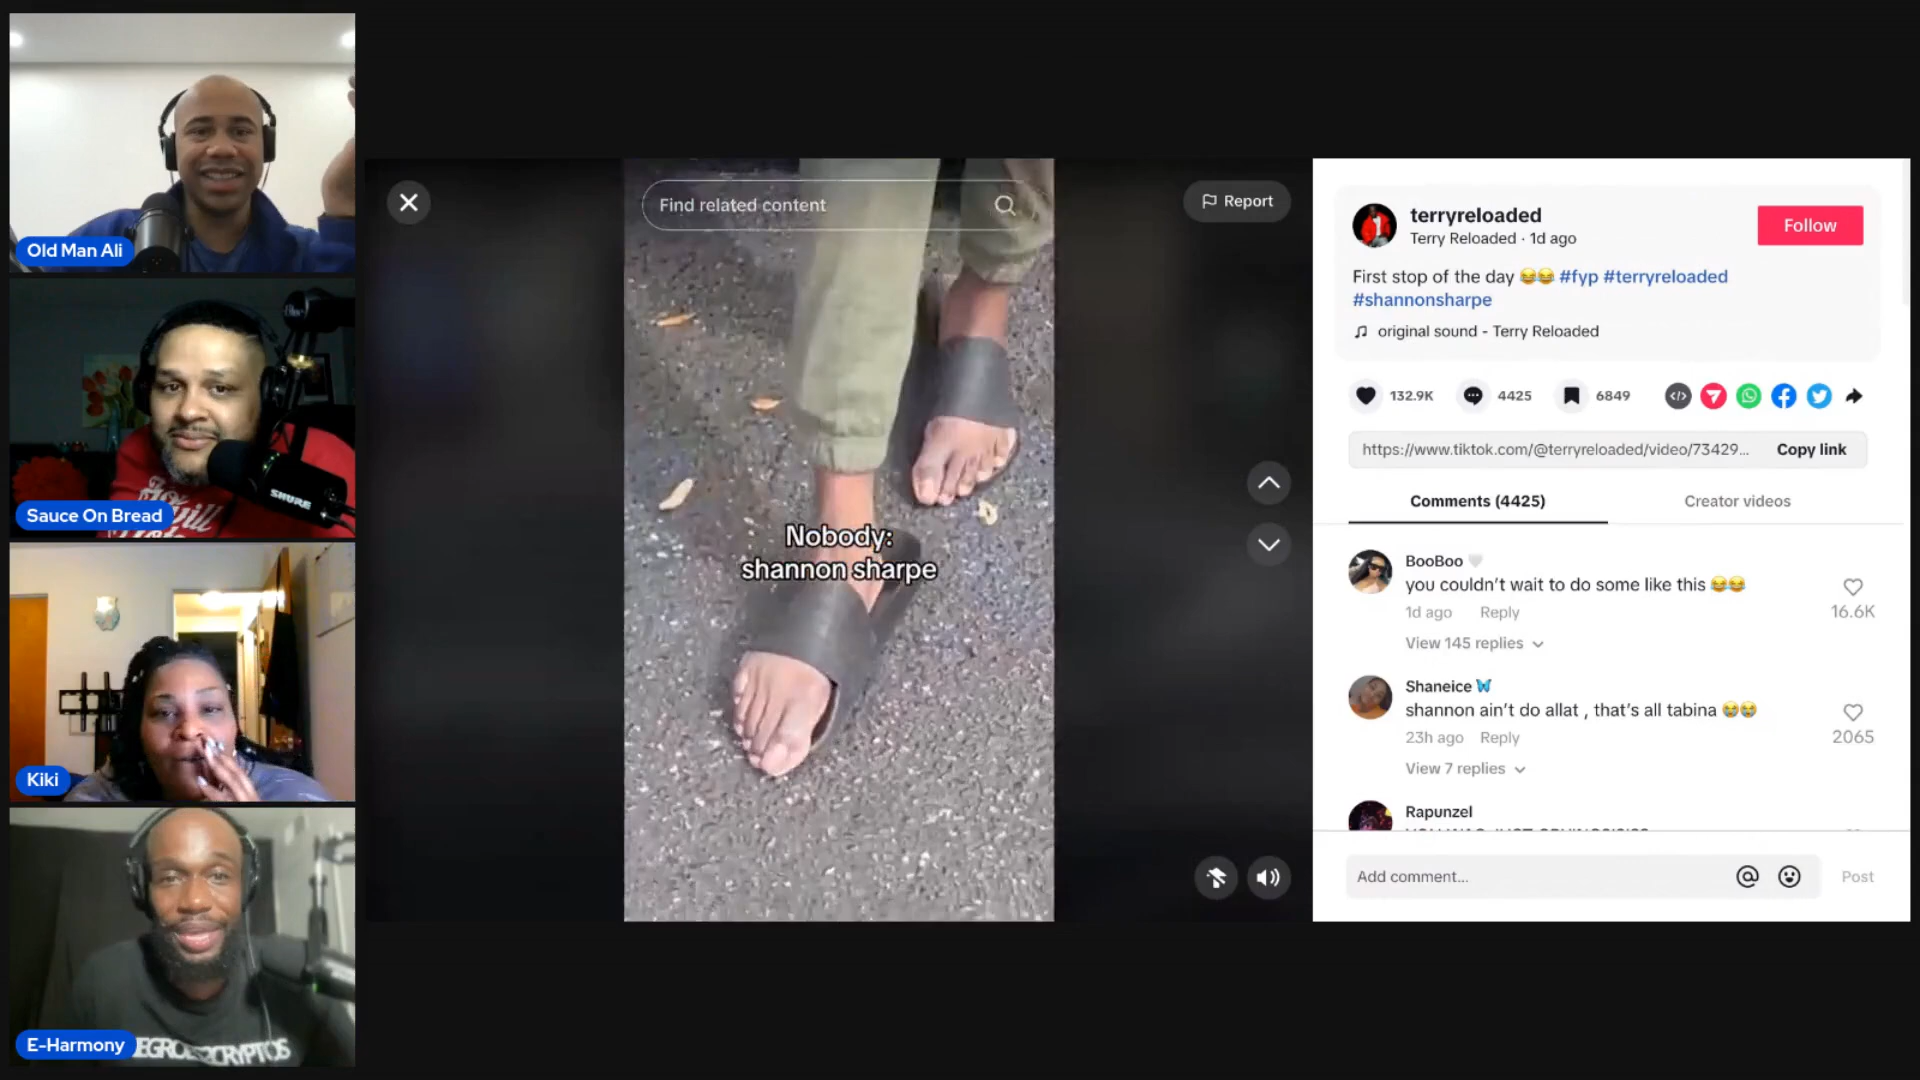 Old Man Ali
Sauce On Bread
SHURE
Kiki
E-Harmony
Find related content
Report
Nobody:
shannon sharpe
terryreloaded
Terry Reloaded · 1d ago
Follow
First stop of the day 😂😂 #fyp #terryreloaded
#shannonsharpe
original sound - Terry Reloaded
132.9K
4425
6849
https://www.tiktok.com/@terryreloaded/video/73429...
Copy link
Comments (4425)
Creator videos
BooBoo 🤍
you couldn't wait to do some like this 😂😂
1d ago Reply
16.6K
View 145 replies
Shaneice 🦋
shannon ain't do allat , that's all tabina 😭😭
23h ago Reply
2065
View 7 replies
Rapunzel
Add comment...
Post